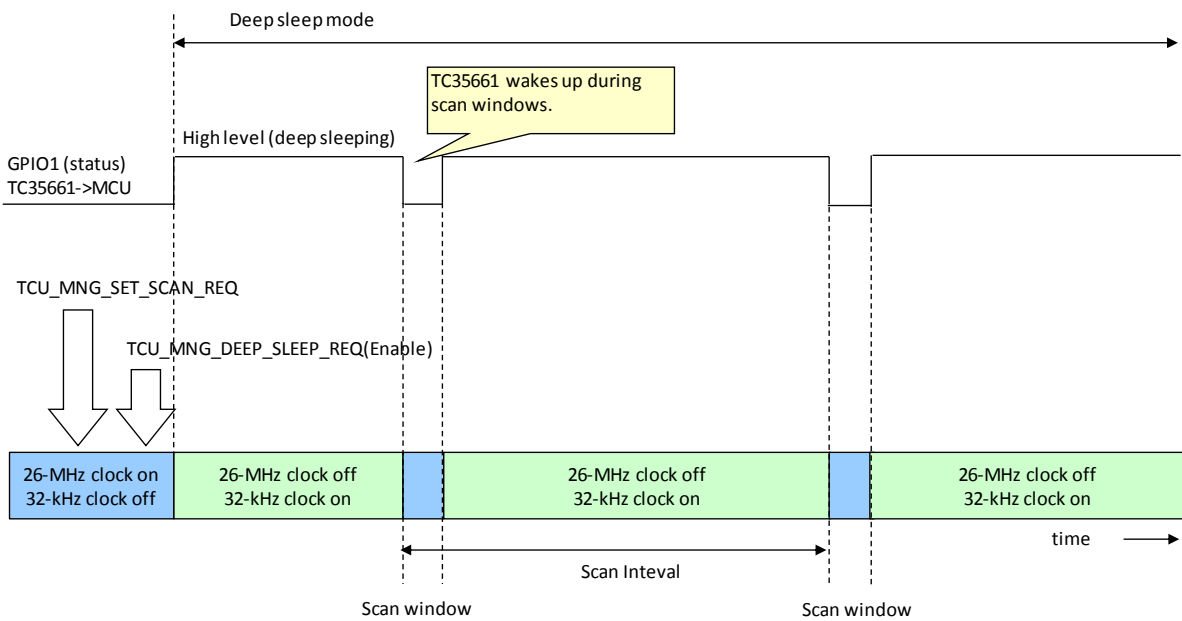 Deep sleep mode
TC35661 wakes up during
scan windows.
High level (deep sleeping)
GPIO1 (status)
TC35661->MCU
TCU_MNG_SET_SCAN_REQ
TCU_MNG_DEEP_SLEEP_REQ(Enable)
26-MHz clock on
32-kHz clock off
26-MHz clock off
32-kHz clock on
26-MHz clock off
32-kHz clock on
26-MHz clock off
32-kHz clock on
time
Scan Inteval
Scan window
Scan window